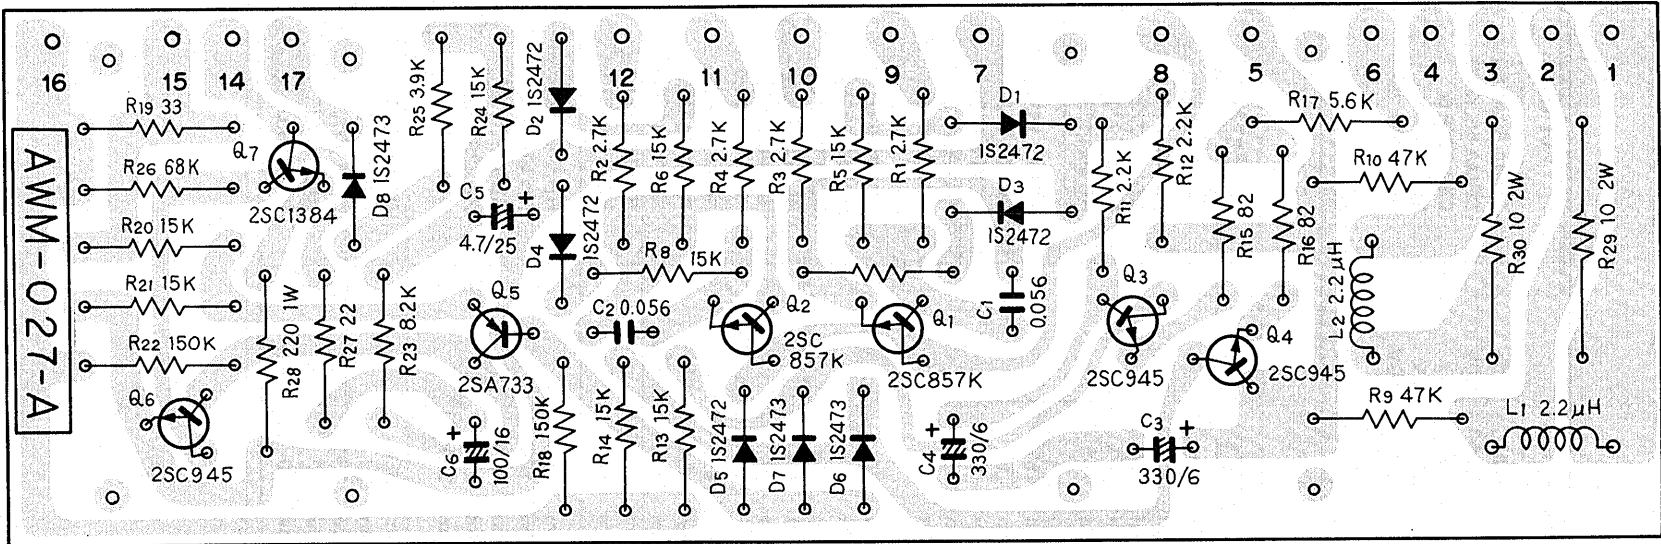 16
15
14
17
12
11
10
9
7
8
5
6
4
3
2
1
AWM-027-A
R19 33
R26 68K
R20 15K
R21 15K
R22 150K
Q6
2SC945
Q7
2SC1384
D8 1S2473
R28 220 1W
R27 22
R23 8.2K
R25 3.9K
R24 15K
D2 1S2472
C5
+
4.7/25
D4
1S2472
Q5
2SA733
C6
+
100/16
R18 150K
R14 15K
R13 15K
R2 2.7K
R6 15K
R4 2.7K
R3 2.7K
R5 15K
R1 2.7K
R8 15K
C2 0.056
Q2
2SC
857K
Q1
2SC857K
D5 1S2472
D7 1S2473
D6 1S2473
D1
1S2472
D3
1S2472
C1
0.056
C4
+
330/6
R11 2.2K
R12 2.2K
Q3
2SC945
C3
+
330/6
R15 82
R16 82
Q4
2SC945
R17 5.6K
R10 47K
L2 2.2μH
R9 47K
R30 10 2W
R29 10 2W
L1 2.2μH